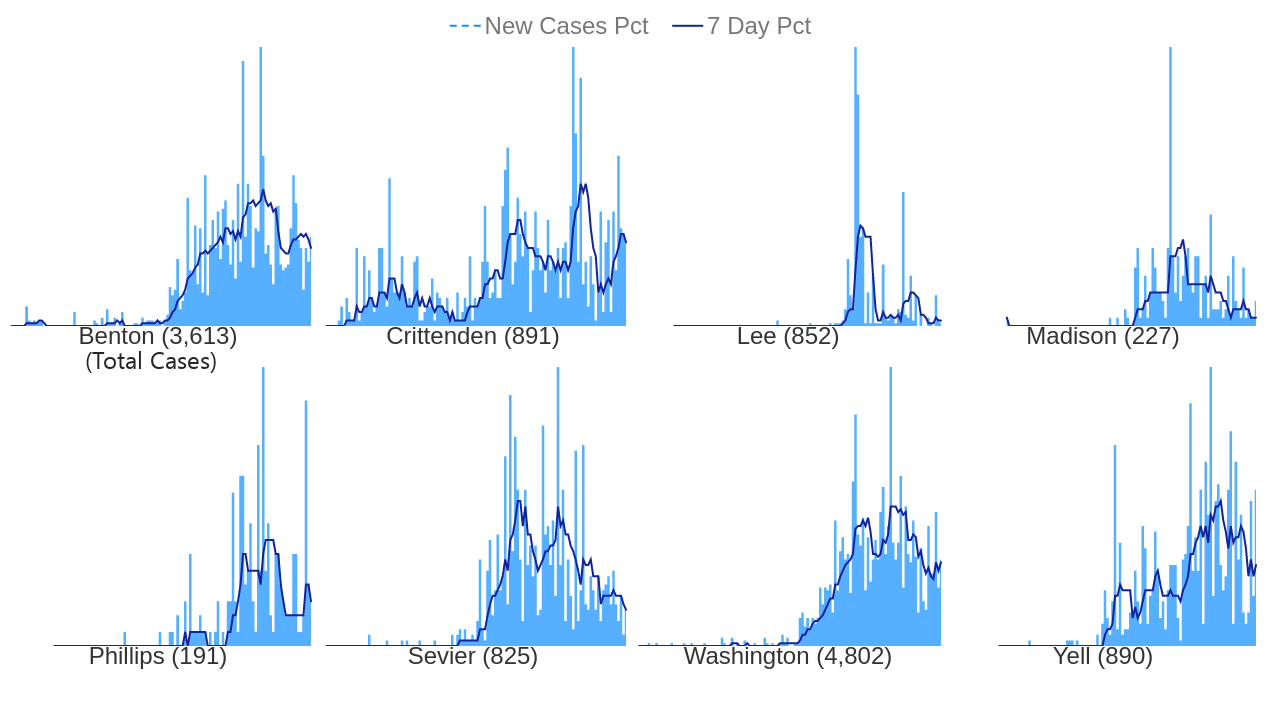 New Cases Pct 7 Day Pct
Benton (3,613)
(Total Cases)
Crittenden (891)
Lee (852)
Madison (227)
Phillips (191)
Sevier (825)
Washington (4,802)
Yell (890)